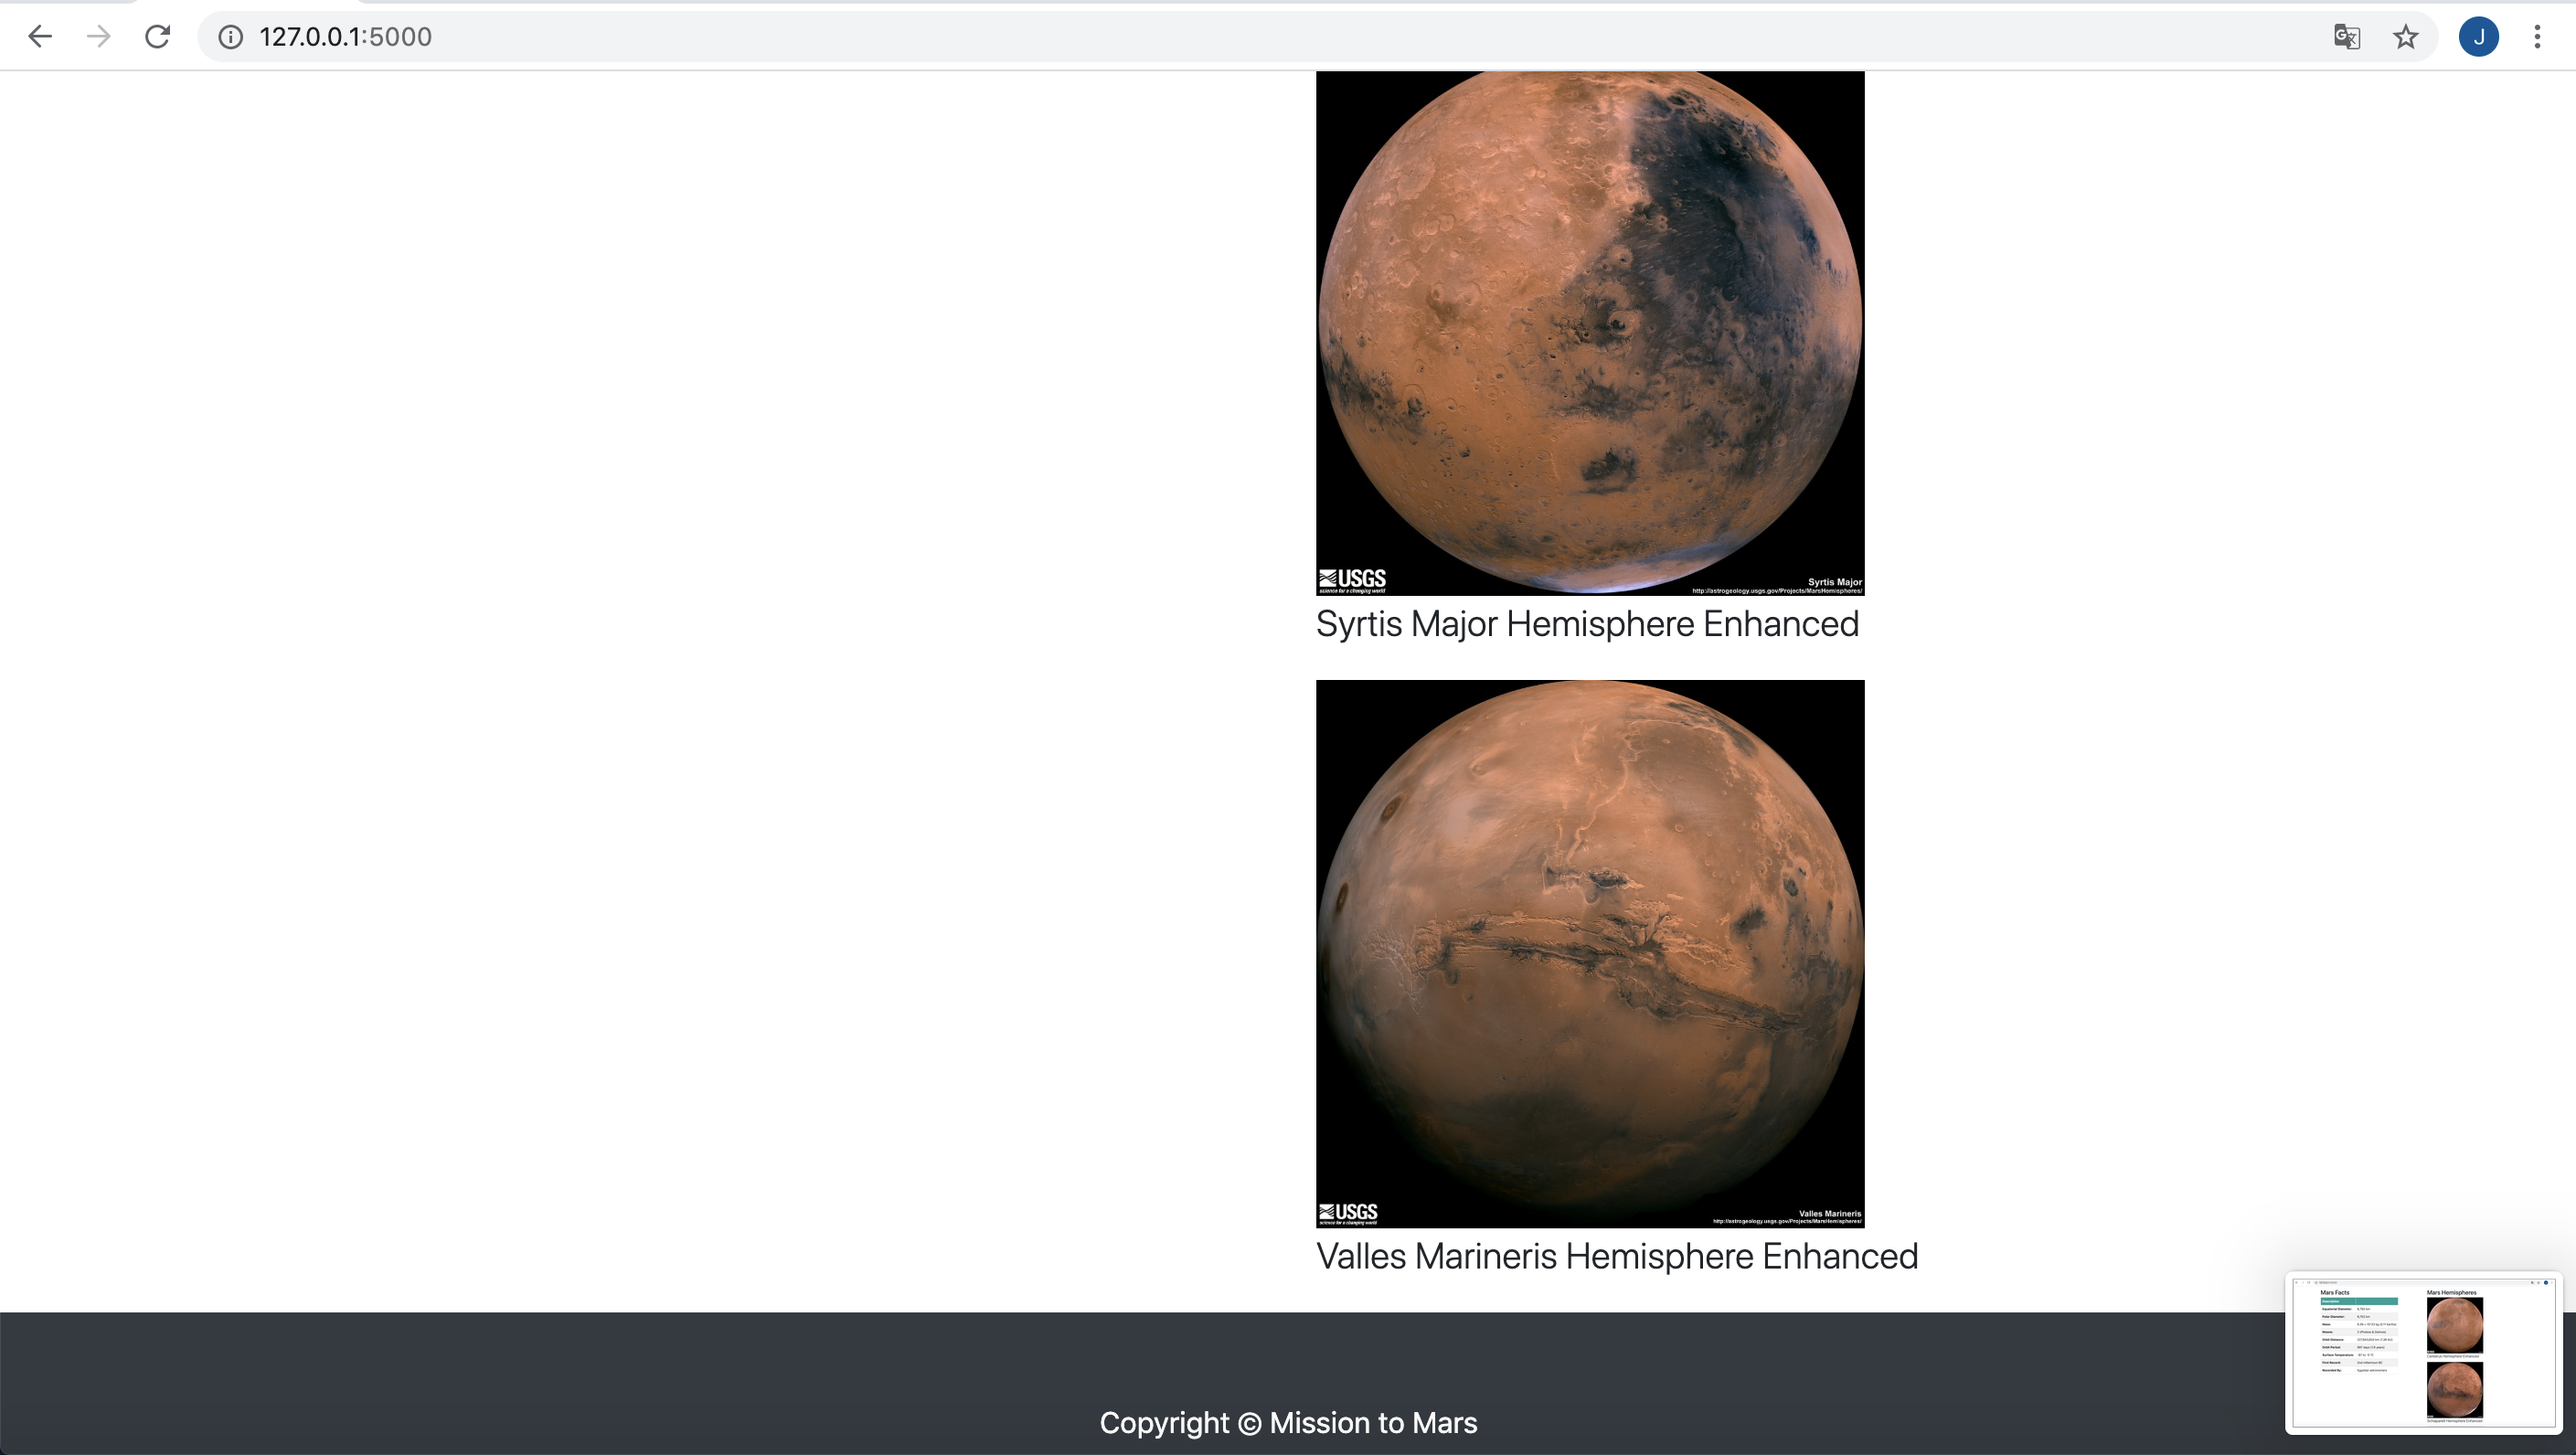 127.0.0.1:5000
J
USGS
science for a changing world
Syrtis Major
http://astrogeology.usgs.gov/Projects/MarsHemispheres/
Syrtis Major Hemisphere Enhanced
USGS
science for a changing world
Valles Marineris
http://astrogeology.usgs.gov/Projects/MarsHemispheres/
Valles Marineris Hemisphere Enhanced
Mars Facts
Mars Hemispheres
Copyright © Mission to Mars